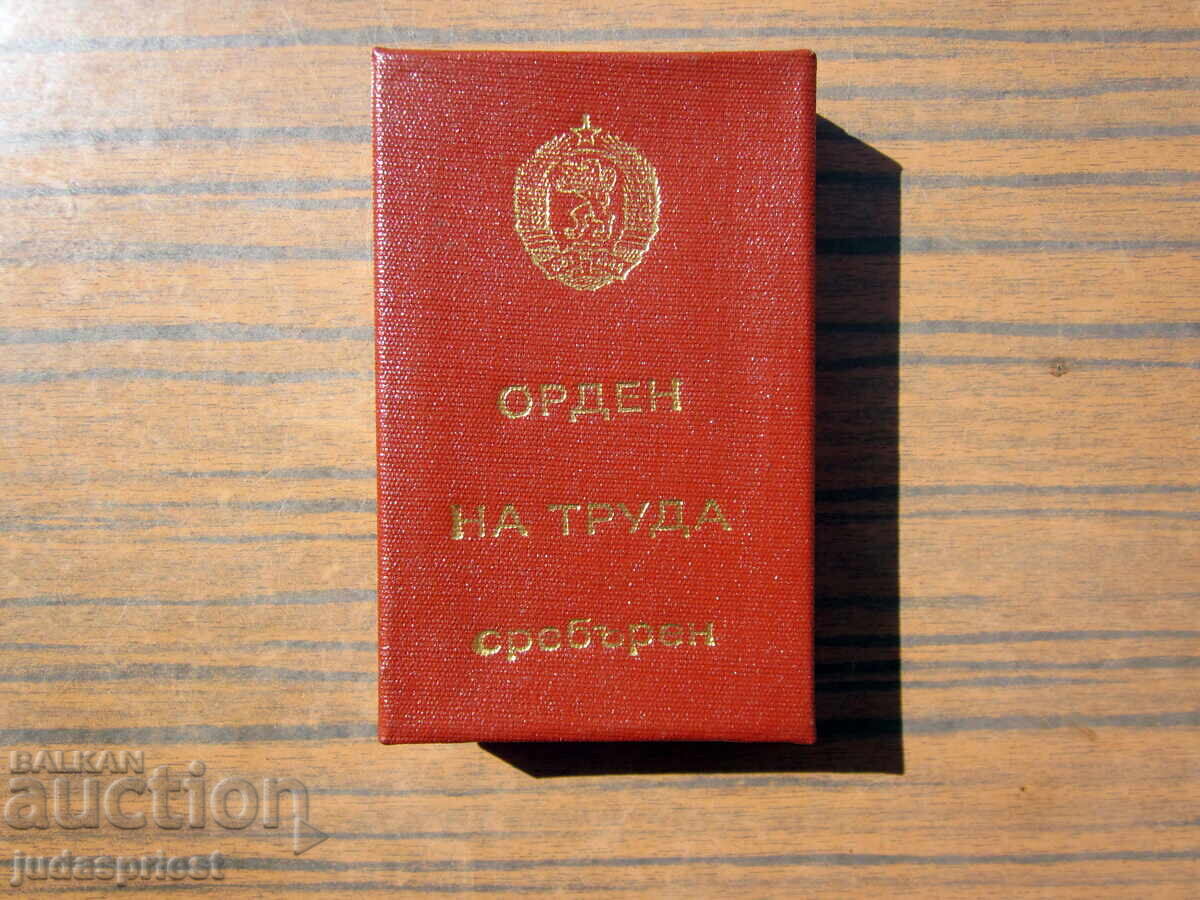 ОРДЕН
НА ТРУДА
сребърен
BALKAN
auction
judaspriest